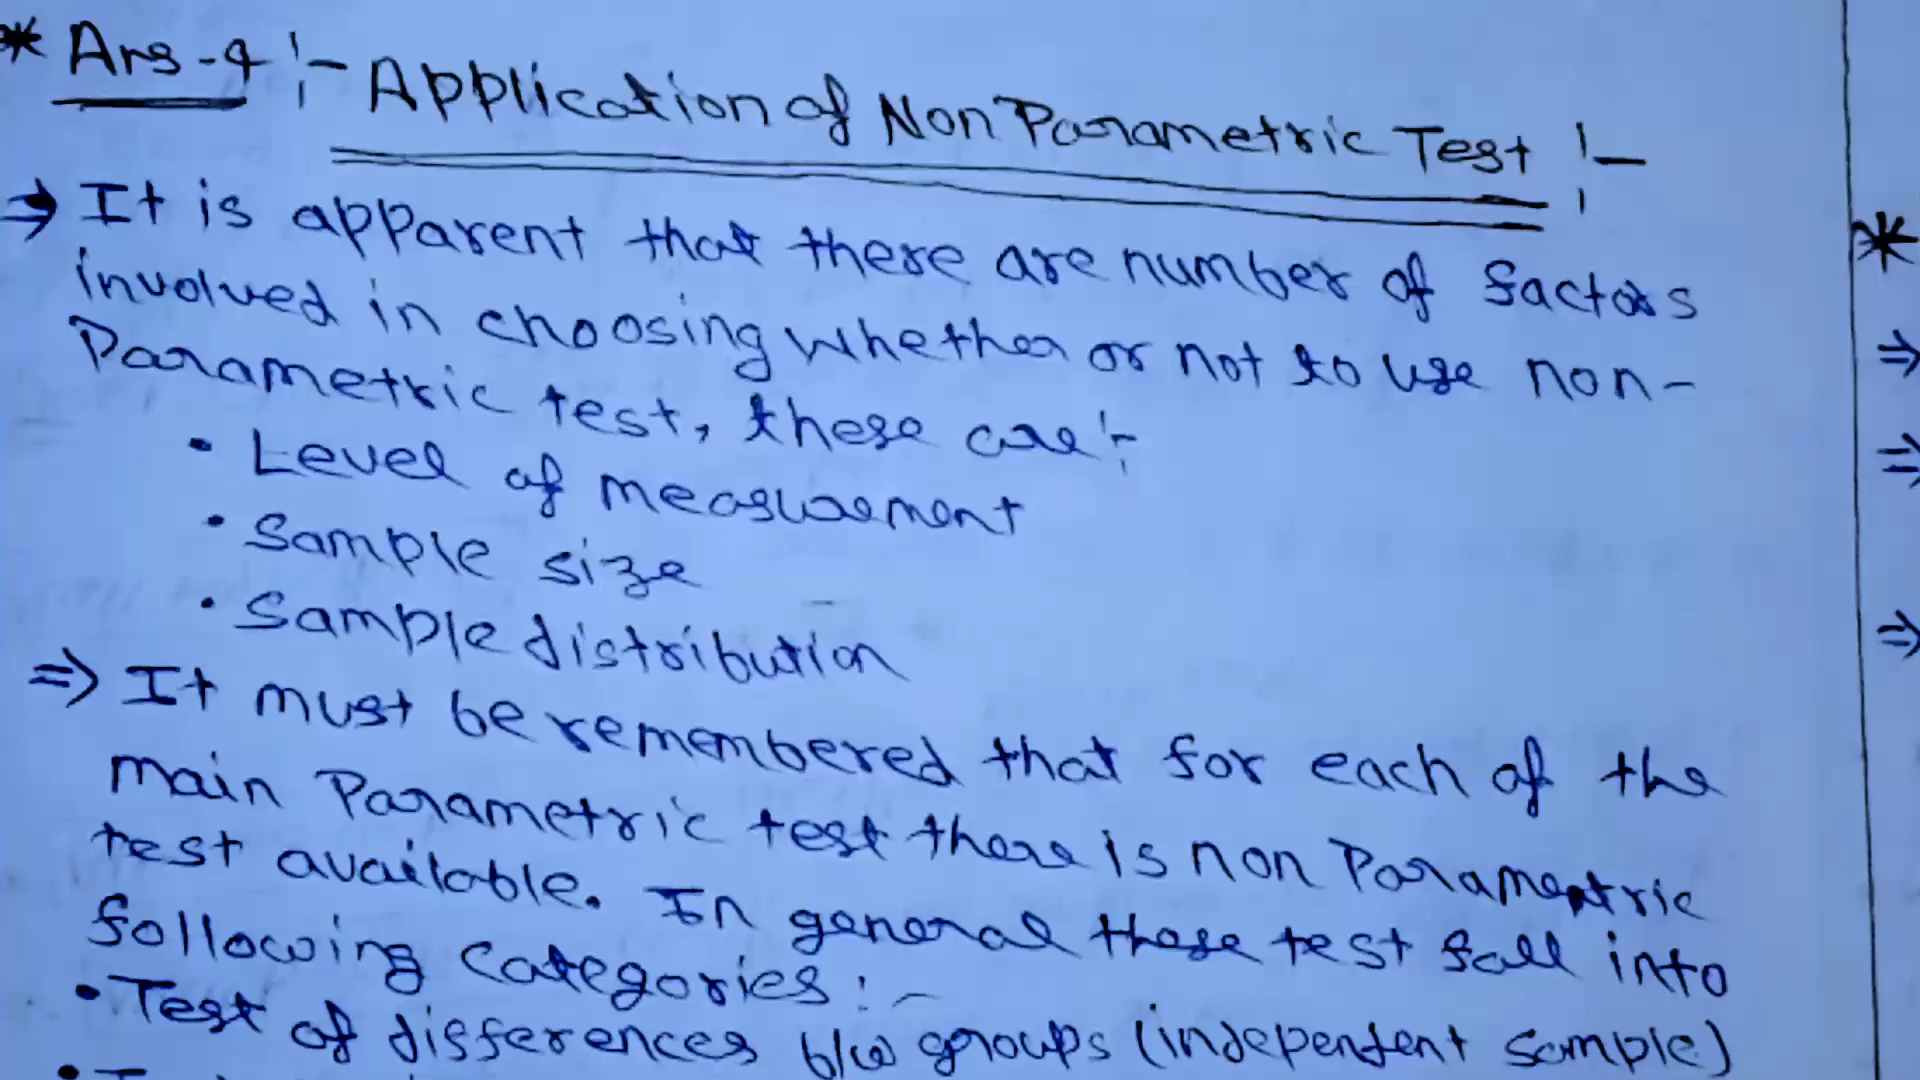 * Ans-4 :- Application of Non Parametric Test :-
→ It is apparent that there are number of factors
involved in choosing whether or not to use non-
Parametric test, these are :-
• Level of measurement
• Sample size
• Sample distribution
⇒ It must be remembered that for each of the
main Parametric test there is non Parametric
test available. In general these test fall into
following categories :-
• Test of differences b/w groups (independent sample)
*
⇒
⇒
⇒